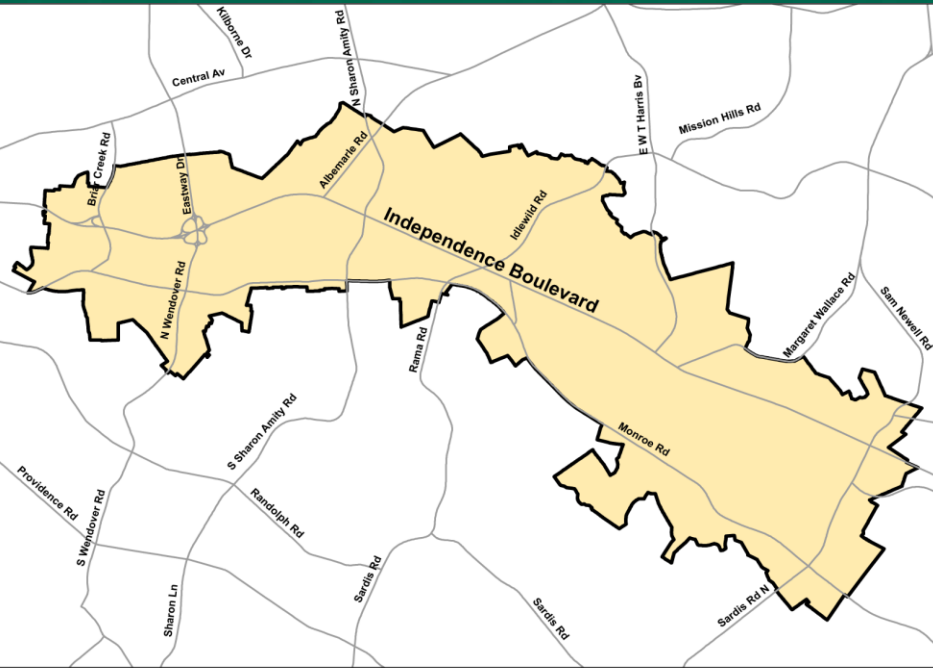 Kilborne Dr
N Sharon Amity Rd
Central Av
E W T Harris Bv
Mission Hills Rd
Briar Creek Rd
Eastway Dr
Albemarle Rd
Idlewild Rd
Independence Boulevard
N Wendover Rd
Margaret Wallace Rd
Sam Newell Rd
Rama Rd
S Sharon Amity Rd
Monroe Rd
Providence Rd
S Wendover Rd
Randolph Rd
Sharon Ln
Sardis Rd
Sardis Rd
Sardis Rd N